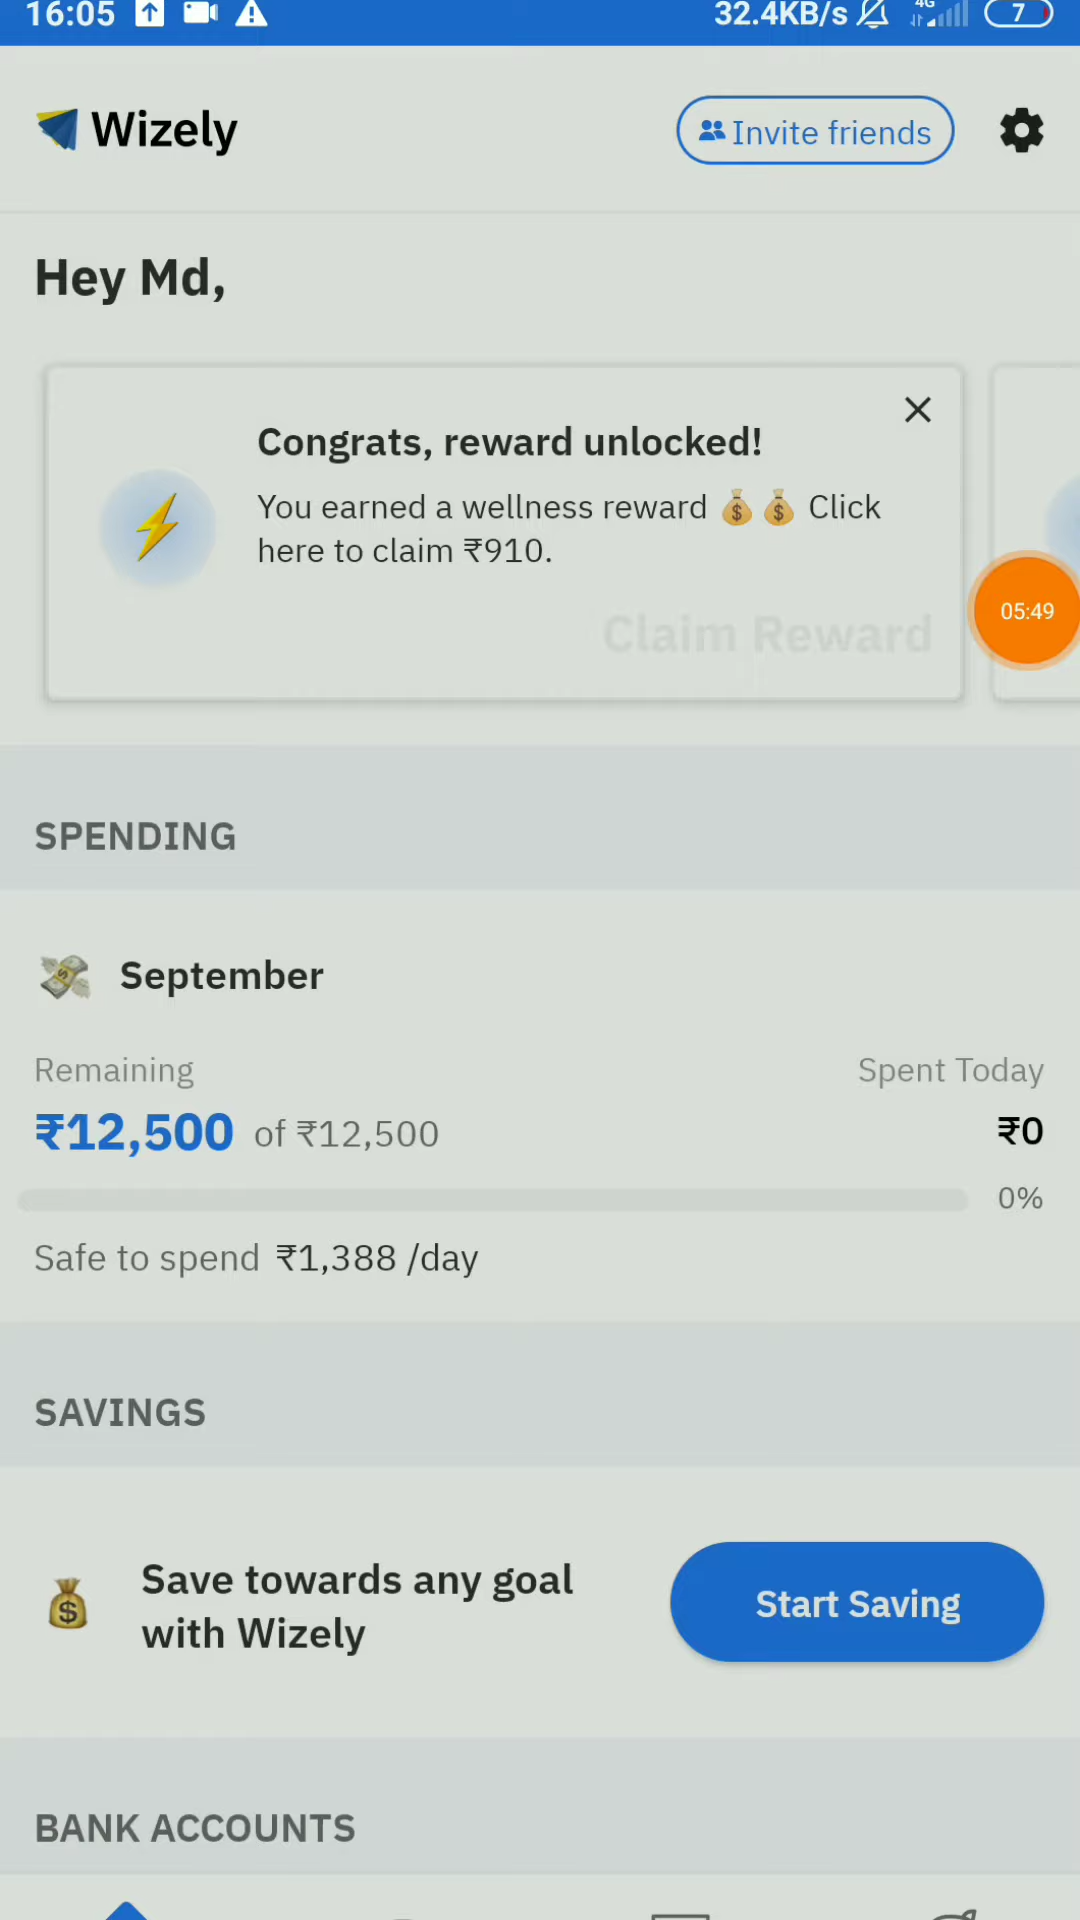 16:05
32.4KB/s
4G
7
Wizely
Invite friends
Hey Md,
Congrats, reward unlocked!
You earned a wellness reward 💰💰 Click
here to claim ₹910.
Claim Reward
05:49
SPENDING
September
Remaining
Spent Today
₹12,500 of ₹12,500
₹0
0%
Safe to spend ₹1,388 /day
SAVINGS
Save towards any goal
with Wizely
Start Saving
BANK ACCOUNTS